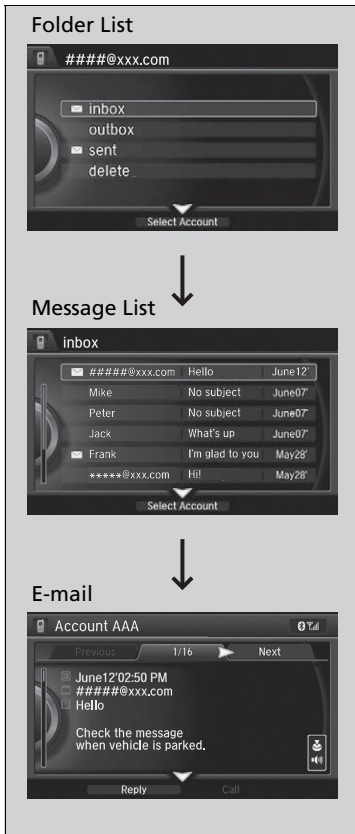 Folder List
####@xxx.com
inbox
outbox
sent
delete
Select Account
Message List
inbox
#####@xxx.com Hello June12'
Mike No subject June07'
Peter No subject June07'
Jack What's up June07'
Frank I'm glad to you May28'
*****@xxx.com Hi! May28'
Select Account
E-mail
Account AAA
Previous 1/16 Next
June12'02:50 PM
#####@xxx.com
Hello
Check the message
when vehicle is parked.
Reply Call